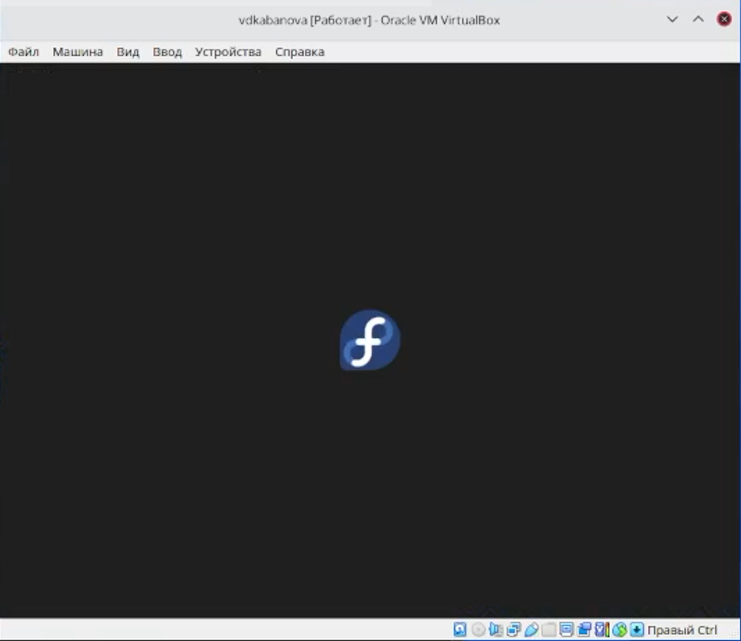 vdkabanova [Работает] - Oracle VM VirtualBox
Файл Машина Вид Ввод Устройства Справка
Правый Ctrl